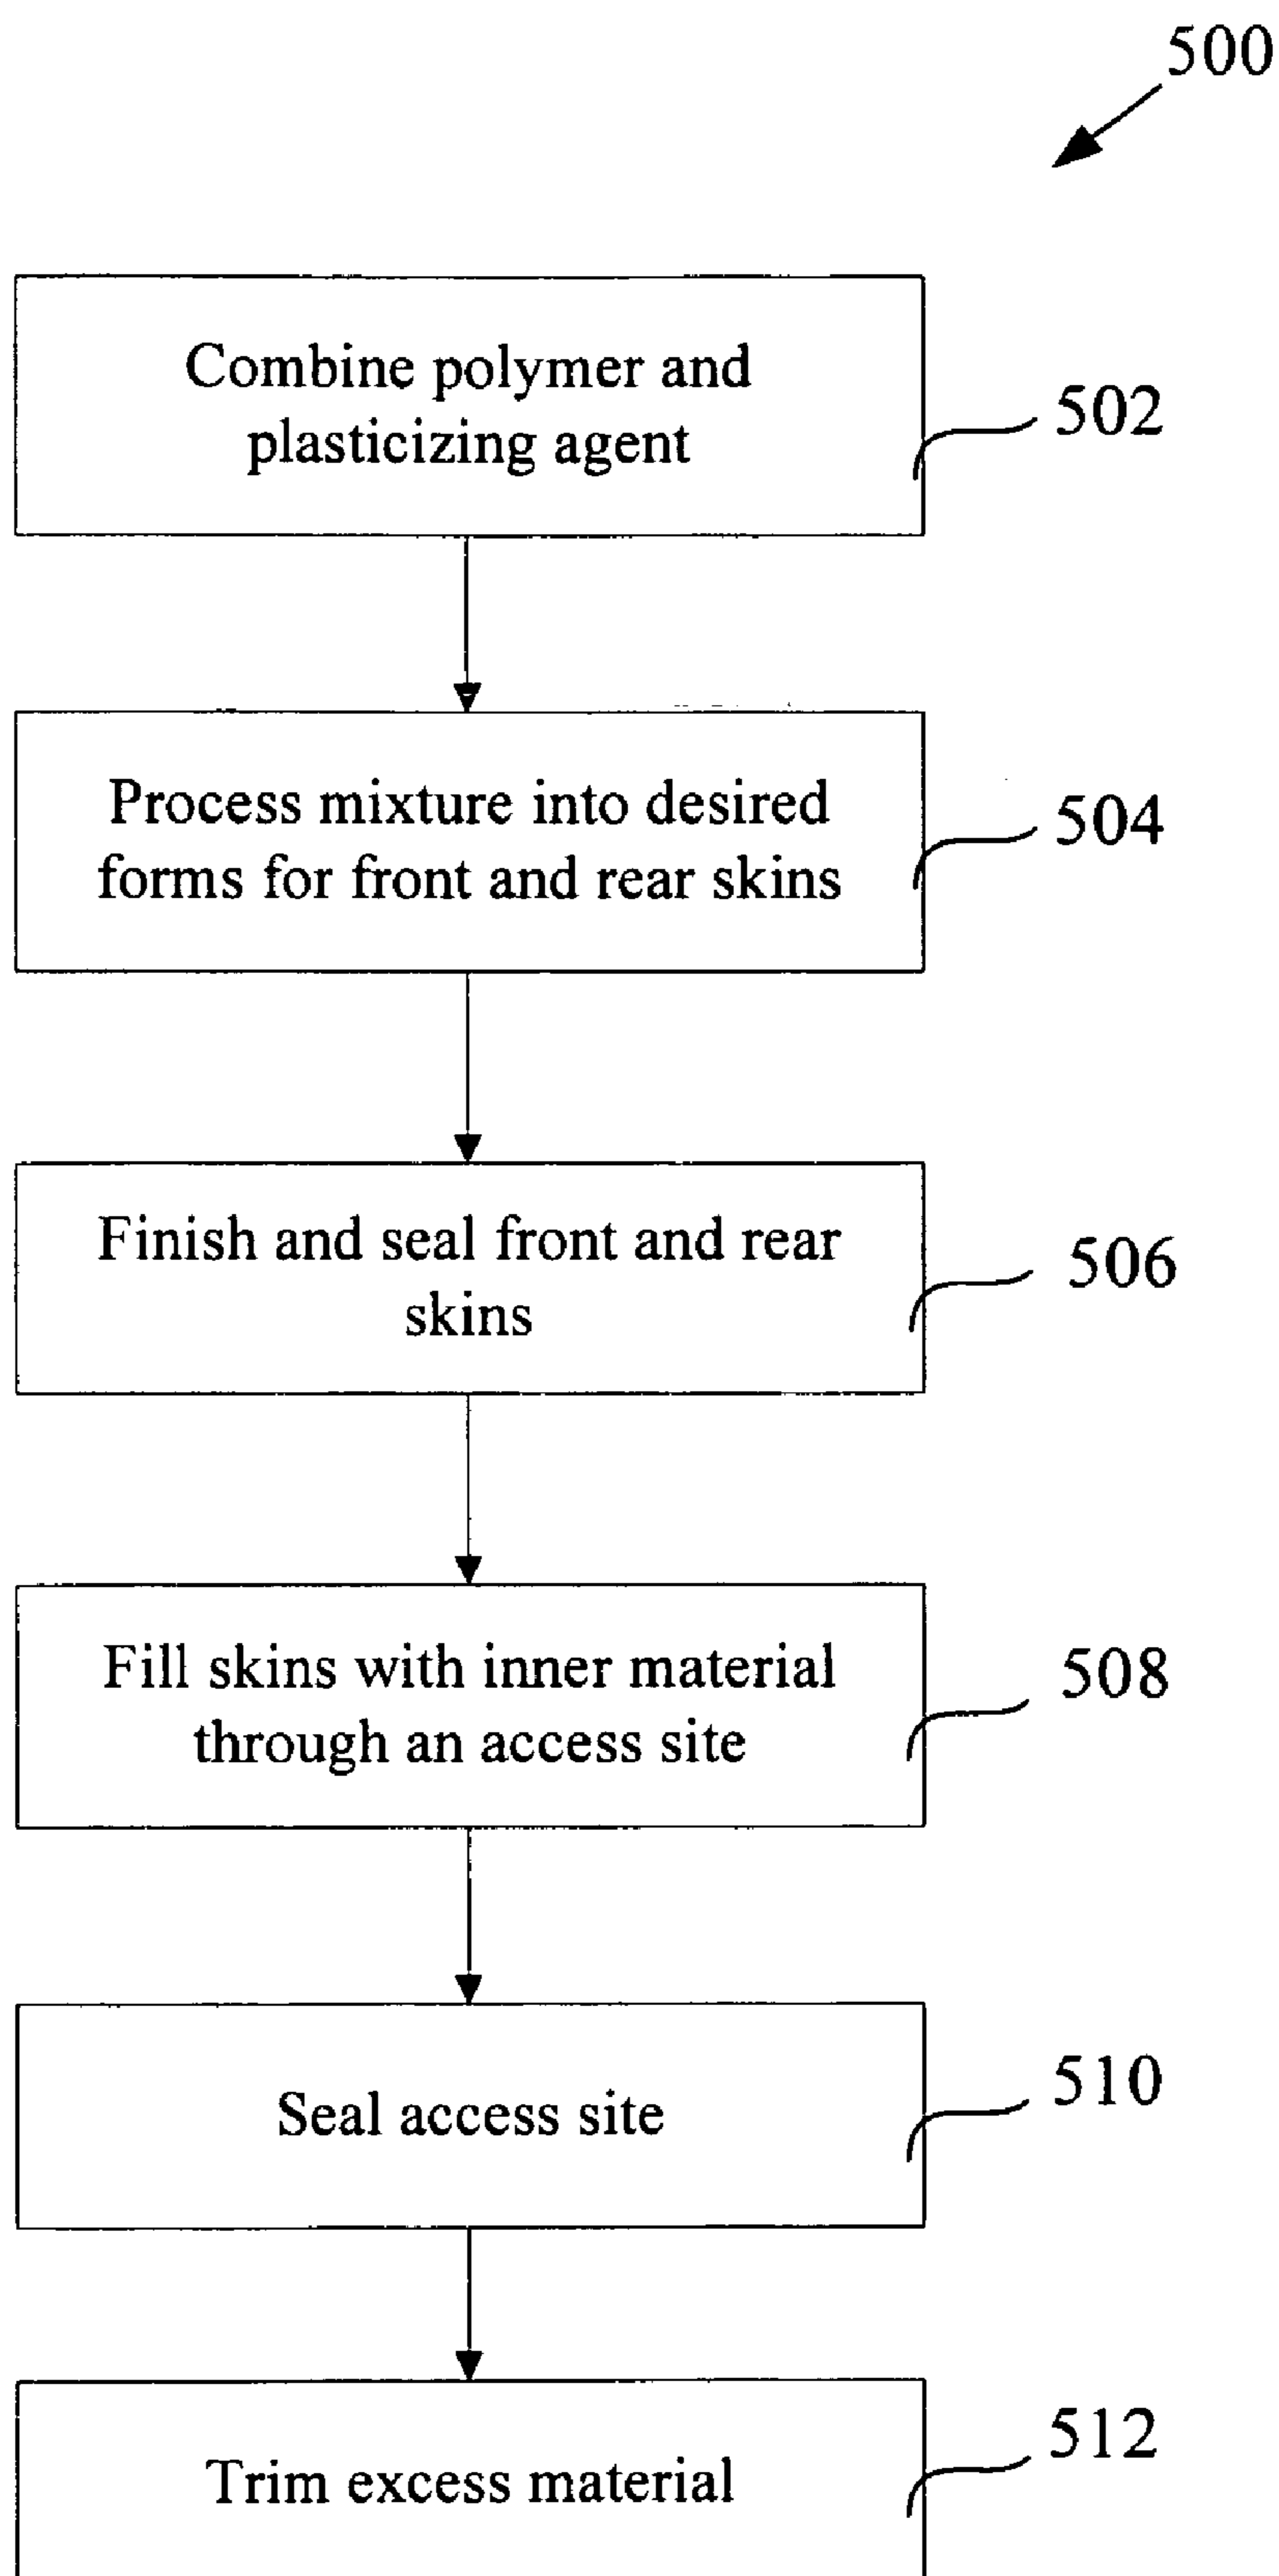 500
Combine polymer and
plasticizing agent
502
Process mixture into desired
forms for front and rear skins
504
Finish and seal front and rear
skins
506
Fill skins with inner material
through an access site
508
Seal access site
510
Trim excess material
512